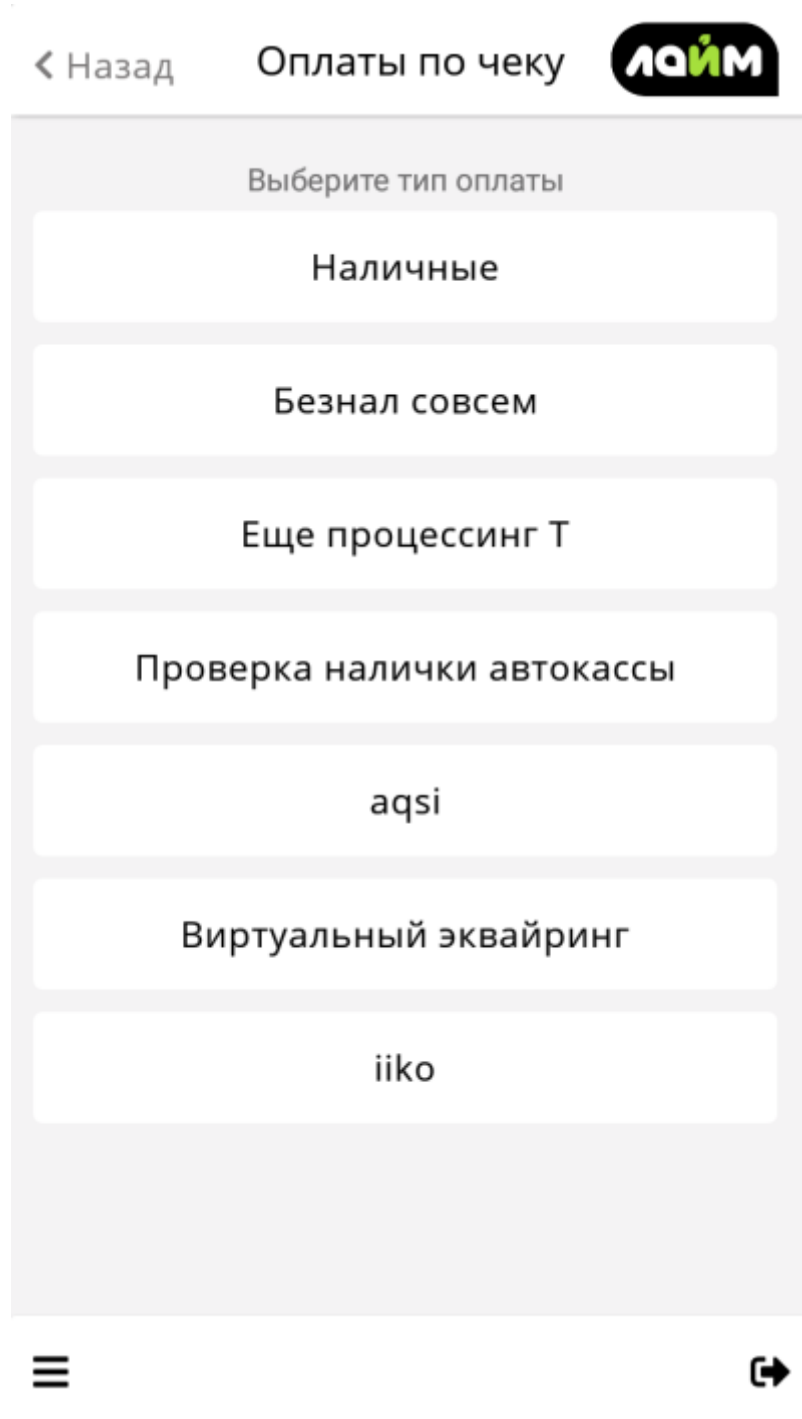 Назад
Оплаты по чеку
лайм
Выберите тип оплаты
Наличные
Безнал совсем
Еще процессинг Т
Проверка налички автокассы
aqsi
Виртуальный эквайринг
iiko